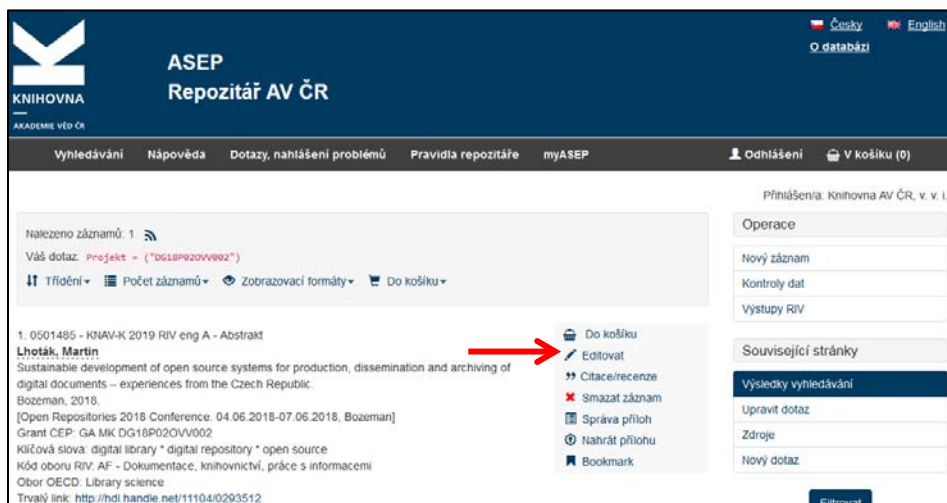 Česky English
O databázi
KNIHOVNA
AKADEMIE VĚD ČR
ASEP
Repozitář AV ČR
Vyhledávání Nápověda Dotazy, nahlášení problémů Pravidla repozitáře myASEP Odhlášení V košíku (0)
Přihlášen/a: Knihovna AV ČR, v. v. i.
Nalezeno záznamů: 1
Váš dotaz: Projekt = ("DG18P02OVV002")
Třídění Počet záznamů Zobrazovací formáty Do košíku
1. 0501485 - KNAV-K 2019 RIV eng A - Abstrakt
Lhoták, Martin
Sustainable development of open source systems for production, dissemination and archiving of
digital documents – experiences from the Czech Republic.
Bozeman, 2018.
[Open Repositories 2018 Conference. 04.06.2018-07.06.2018, Bozeman]
Grant CEP: GA MK DG18P02OVV002
Klíčová slova: digital library * digital repository * open source
Kód oboru RIV: AF - Dokumentace, knihovnictví, práce s informacemi
Obor OECD: Library science
Trvalý link: http://hdl.handle.net/11104/0293512
Do košíku
Editovat
Citace/recenze
Smazat záznam
Správa příloh
Nahrát přílohu
Bookmark
Operace
Nový záznam
Kontroly dat
Výstupy RIV
Související stránky
Výsledky vyhledávání
Upravit dotaz
Zdroje
Nový dotaz
Filtrovat